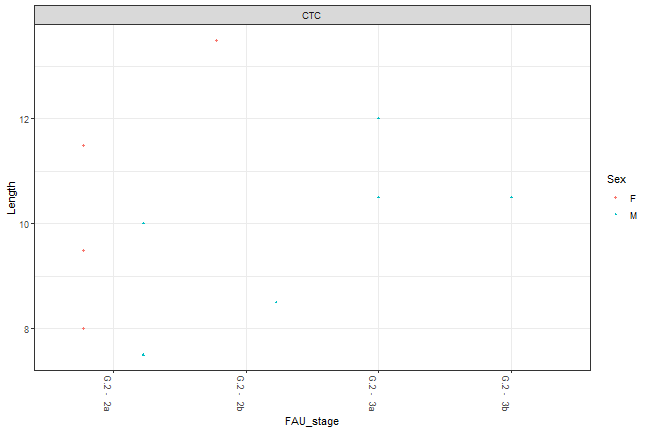 CTC
12
10
8
Length
G.2 - 2a
G.2 - 2b
G.2 - 3a
G.2 - 3b
FAU_stage
Sex
F
M